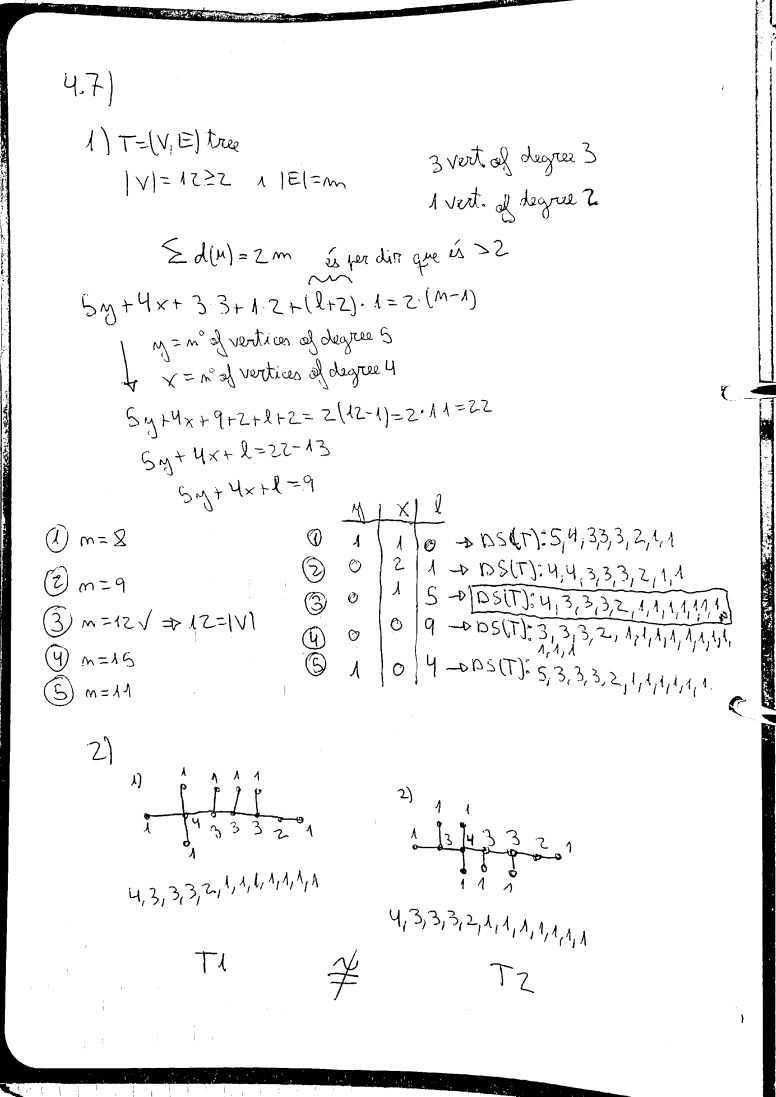 4.7)
1) T=(V,E) tree
|V|=12≥2 1 |E|=m
3 vert. of degree 3
1 vert. of degree 2
Σ d(u) = 2m és per dir que és >2
5y+4x+3·3+1·2+(l+2)·1=2·(n-1)
y=nº of vertices of degree 5
x=nº of vertices of degree 4
5y+4x+9+2+l+2=2(12-1)=2·11=22
5y+4x+l=22-13
5y+4x+l=9
y x l
① n=8
① 1 1 0 → DS(T): 5,4,3,3,3,2,1,1
② n=9
② 0 2 1 → DS(T): 4,4,3,3,3,2,1,1
③ n=12 ✓ ⇒ 12=|V|
③ 0 1 5 → DS(T): 4,3,3,3,2,1,1,1,1,1,1,1
④ n=15
④ 0 0 9 → DS(T): 3,3,3,2,1,1,1,1,1,1,1,1,
1,1,1
⑤ n=11
⑤ 1 0 4 → DS(T): 5,3,3,3,2,1,1,1,1,1,1
2)
1)
1 1 1 1
1 4 3 3 3 2 1
1
4,3,3,3,2,1,1,1,1,1,1,1
T1
≄
2)
1 1
1 3 4 3 3 2 1
1 1 1
4,3,3,3,2,1,1,1,1,1,1,1
T2